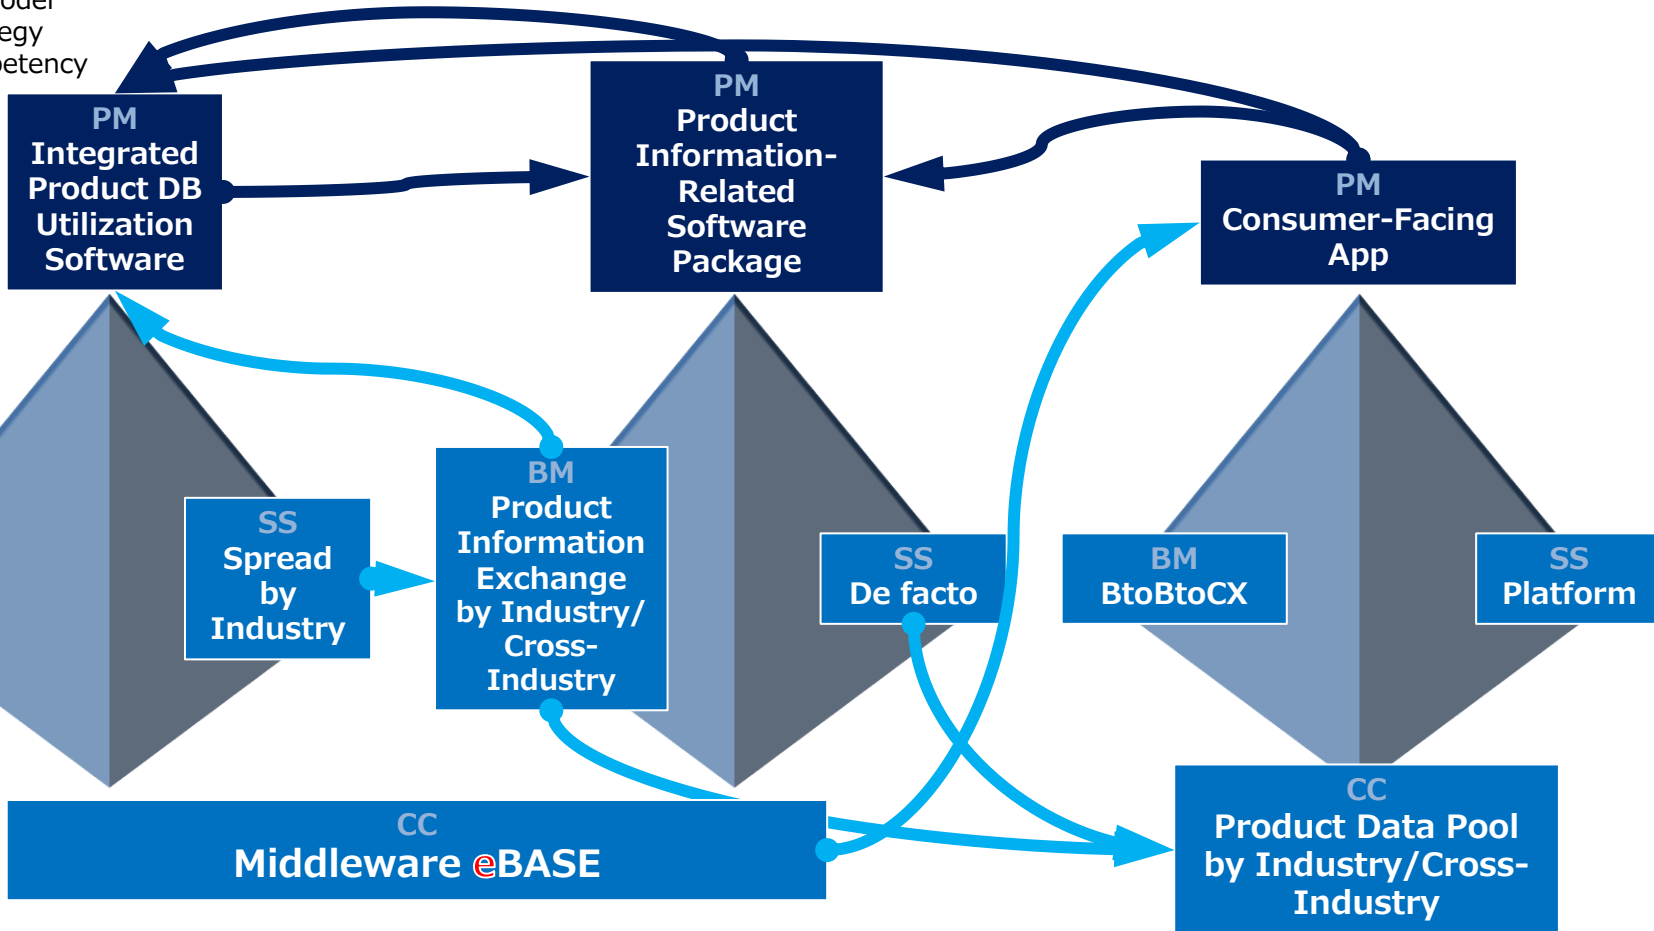 PM
Integrated
Product DB
Utilization
Software
PM
Product
Information-
Related
Software
Package
PM
Consumer-Facing
App
SS
Spread
by
Industry
BM
Product
Information
Exchange
by Industry/
Cross-
Industry
SS
De facto
BM
BtoBtoCX
SS
Platform
CC
Middleware eBASE
CC
Product Data Pool
by Industry/Cross-
Industry